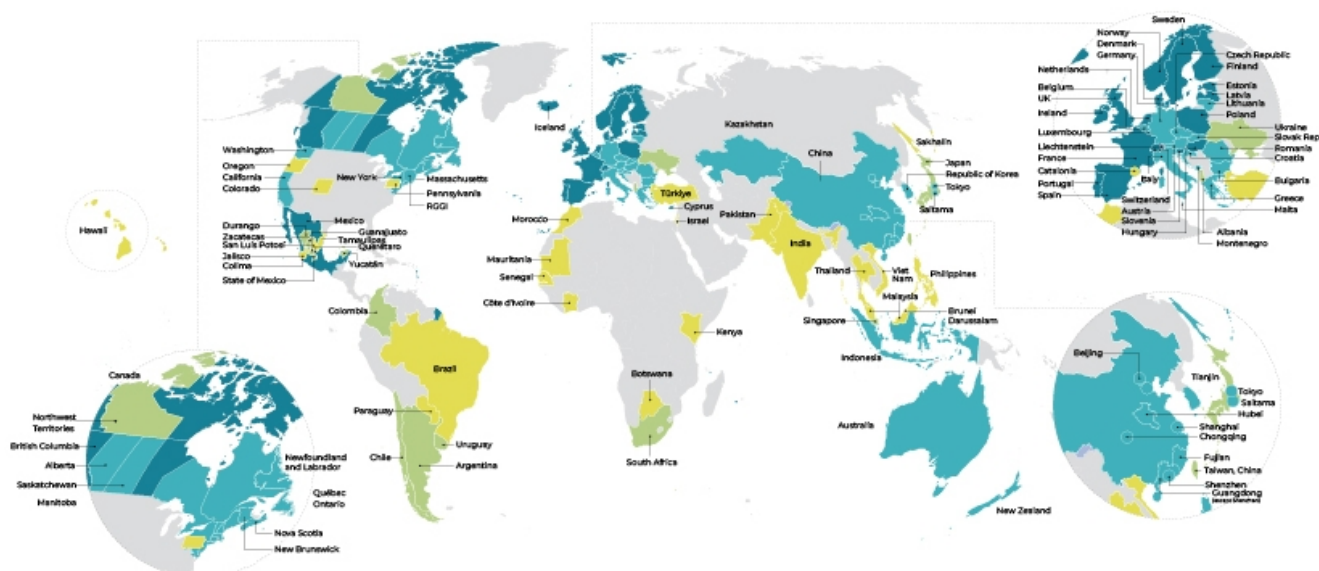 Hawaii
Washington
Oregon
California
Colorado
New York
Massachusetts
Pennsylvania
RGGI
Durango
Zacatecas
San Luis Potosí
Jalisco
Colima
State of Mexico
Mexico
Guanajuato
Tamaulipas
Querétaro
Yucatán
Colombia
Brazil
Paraguay
Uruguay
Chile
Argentina
Iceland
Morocco
Mauritania
Senegal
Côte d'Ivoire
Türkiye
Cyprus
Israel
Kenya
Botswana
South Africa
Kazakhstan
China
Pakistan
India
Thailand
Viet
Nam
Philippines
Malaysia
Singapore
Brunei
Darussalam
Indonesia
Sakhalin
Japan
Republic of Korea
Tokyo
Saitama
Australia
New Zealand
Sweden
Norway
Denmark
Germany
Netherlands
Belgium
UK
Ireland
Luxembourg
Liechtenstein
France
Catalonia
Portugal
Spain
Italy
Switzerland
Austria
Slovenia
Hungary
Czech Republic
Finland
Estonia
Latvia
Lithuania
Poland
Ukraine
Slovak Rep
Romania
Croatia
Bulgaria
Greece
Malta
Albania
Montenegro
Canada
Northwest
Territories
British Columbia
Alberta
Saskatchewan
Manitoba
Newfoundland
and Labrador
Québec
Ontario
Nova Scotia
New Brunswick
Beijing
Tianjin
Tokyo
Saitama
Hubei
Shanghai
Chongqing
Fujian
Taiwan, China
Shenzhen
Guangdong